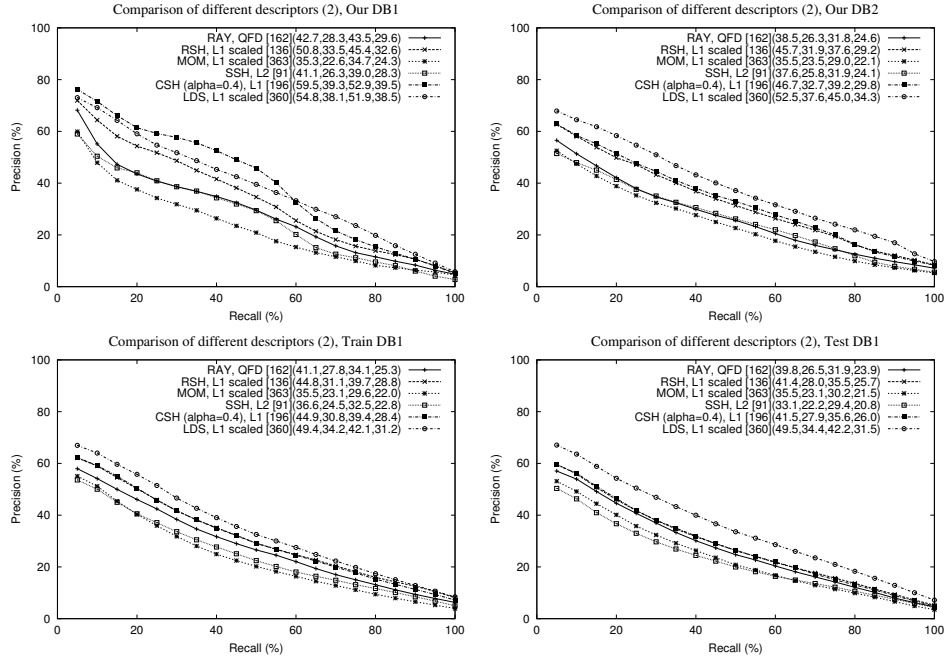 Comparison of different descriptors (2), Our DB1
100
80
60
40
20
0
0 20 40 60 80 100
Precision (%)
Recall (%)
RAY, QFD [162](42.7,28.3,43.5,29.6)
RSH, L1 scaled [136](50.8,33.5,45.4,32.6)
MOM, L1 scaled [363](35.3,22.6,34.7,24.3)
SSH, L2 [91](41.1,26.3,39.0,28.3)
CSH (alpha=0.4), L1 [196](59.5,39.3,52.9,39.5)
LDS, L1 scaled [360](54.8,38.1,51.9,38.5)
Comparison of different descriptors (2), Our DB2
100
80
60
40
20
0
0 20 40 60 80 100
Precision (%)
Recall (%)
RAY, QFD [162](38.5,26.3,31.8,24.6)
RSH, L1 scaled [136](45.7,31.9,37.6,29.2)
MOM, L1 scaled [363](35.5,23.5,29.0,22.1)
SSH, L2 [91](37.6,25.8,31.9,24.1)
CSH (alpha=0.4), L1 [196](46.7,32.7,39.2,29.8)
LDS, L1 scaled [360](52.5,37.6,45.0,34.3)
Comparison of different descriptors (2), Train DB1
100
80
60
40
20
0
0 20 40 60 80 100
Precision (%)
Recall (%)
RAY, QFD [162](41.1,27.8,34.1,25.3)
RSH, L1 scaled [136](44.8,31.1,39.7,28.8)
MOM, L1 scaled [363](35.5,23.1,29.6,22.0)
SSH, L2 [91](36.6,24.5,32.5,22.8)
CSH (alpha=0.4), L1 [196](44.9,30.8,39.4,28.4)
LDS, L1 scaled [360](49.4,34.2,42.1,31.2)
Comparison of different descriptors (2), Test DB1
100
80
60
40
20
0
0 20 40 60 80 100
Precision (%)
Recall (%)
RAY, QFD [162](39.8,26.5,31.9,23.9)
RSH, L1 scaled [136](41.4,28.0,35.5,25.7)
MOM, L1 scaled [363](35.5,23.1,30.2,21.5)
SSH, L2 [91](33.1,22.2,29.4,20.8)
CSH (alpha=0.4), L1 [196](41.5,27.9,35.6,26.0)
LDS, L1 scaled [360](49.5,34.4,42.2,31.5)